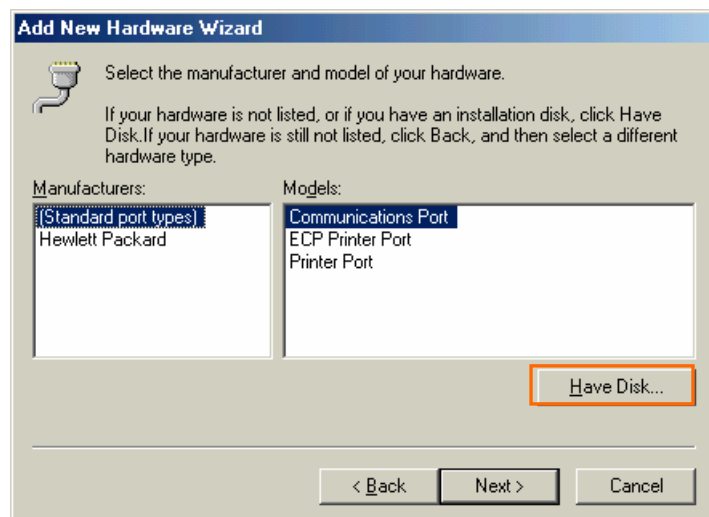 Add New Hardware Wizard
Select the manufacturer and model of your hardware.
If your hardware is not listed, or if you have an installation disk, click Have
Disk.If your hardware is still not listed, click Back, and then select a different
hardware type.
Manufacturers:
Models:
(Standard port types)
Hewlett Packard
Communications Port
ECP Printer Port
Printer Port
Have Disk...
< Back
Next >
Cancel